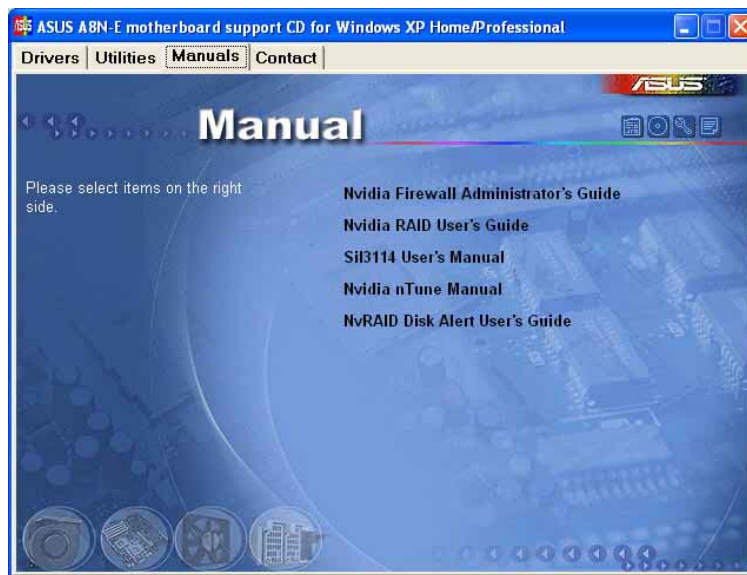 ASUS A8N-E motherboard support CD for Windows XP Home/Professional
Drivers Utilities Manuals Contact
ASUS
Manual
Please select items on the right
side.
Nvidia Firewall Administrator's Guide
Nvidia RAID User's Guide
Sil3114 User's Manual
Nvidia nTune Manual
NvRAID Disk Alert User's Guide